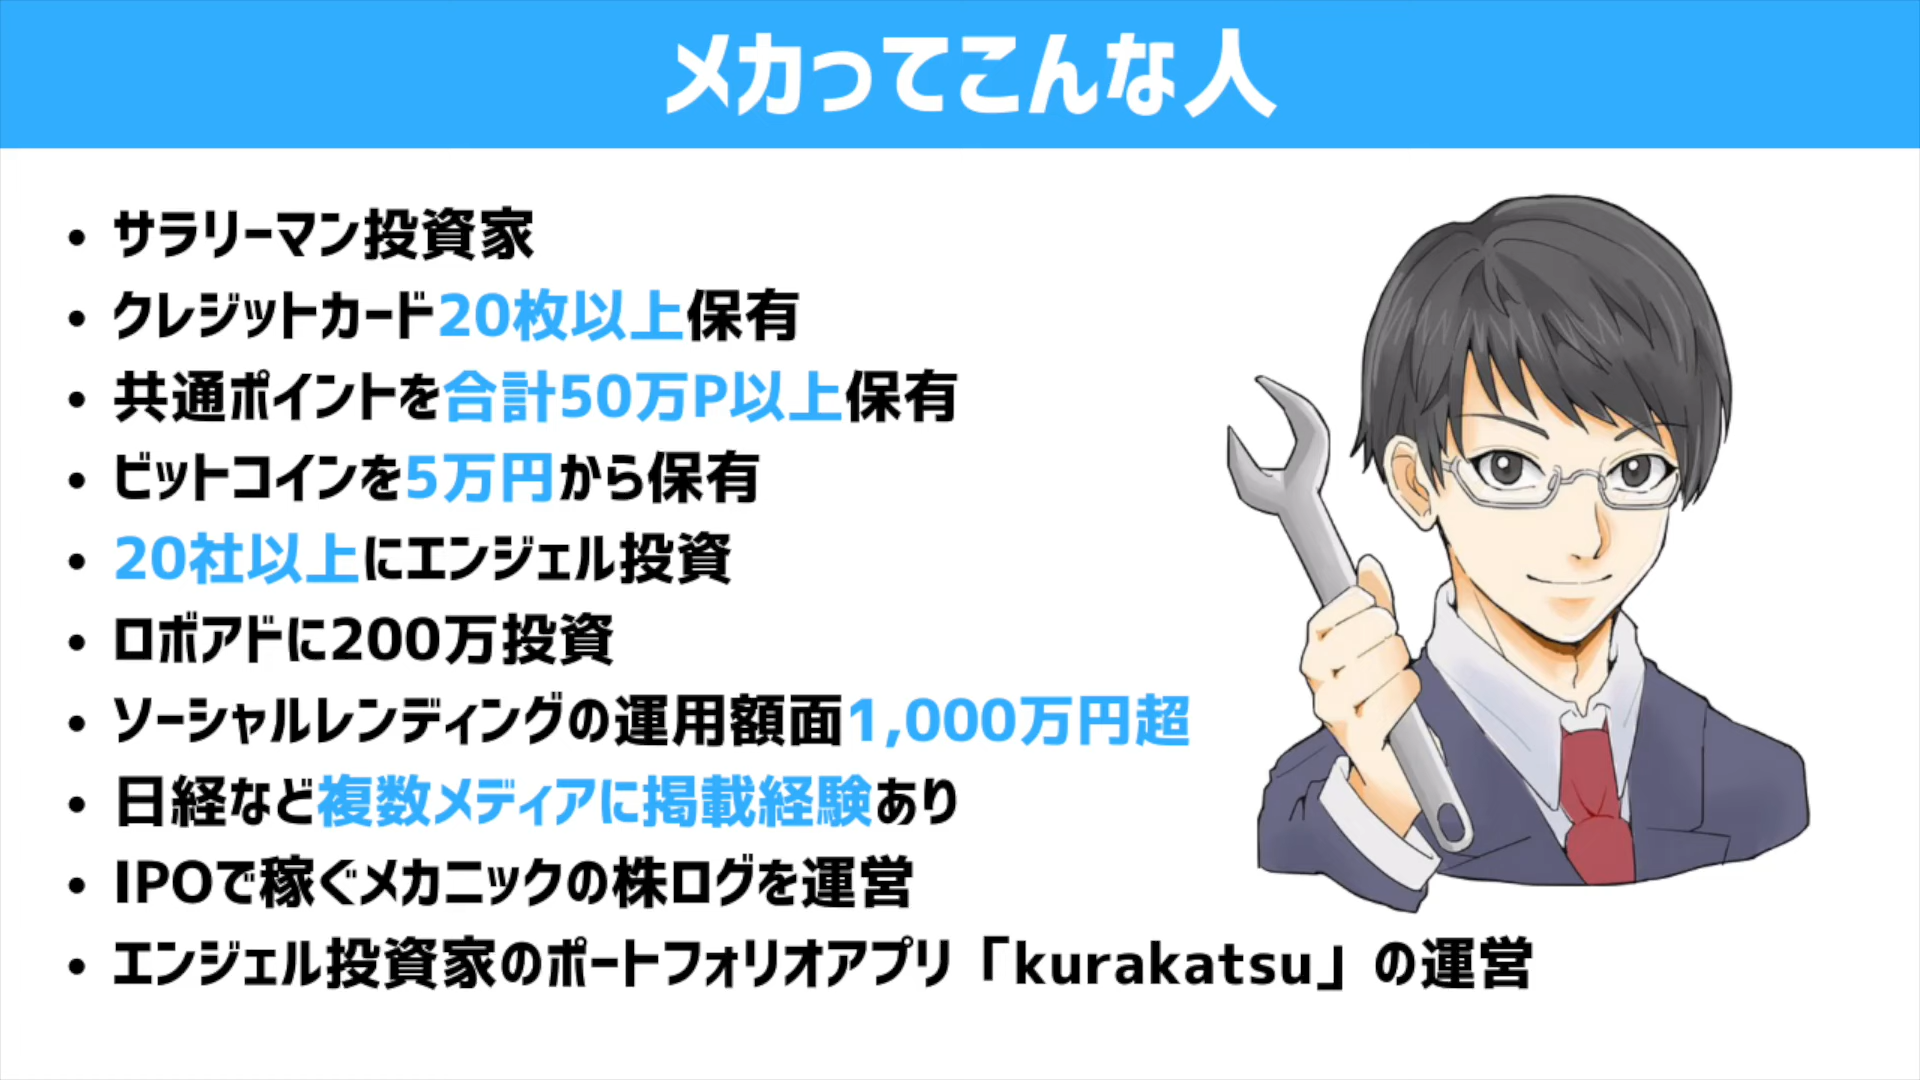 メカってこんな人
• サラリーマン投資家
• クレジットカード20枚以上保有
• 共通ポイントを合計50万P以上保有
• ビットコインを5万円から保有
• 20社以上にエンジェル投資
• ロボアドに200万投資
• ソーシャルレンディングの運用額面1,000万円超
• 日経など複数メディアに掲載経験あり
• IPOで稼ぐメカニックの株ログを運営
• エンジェル投資家のポートフォリオアプリ「kurakatsu」の運営